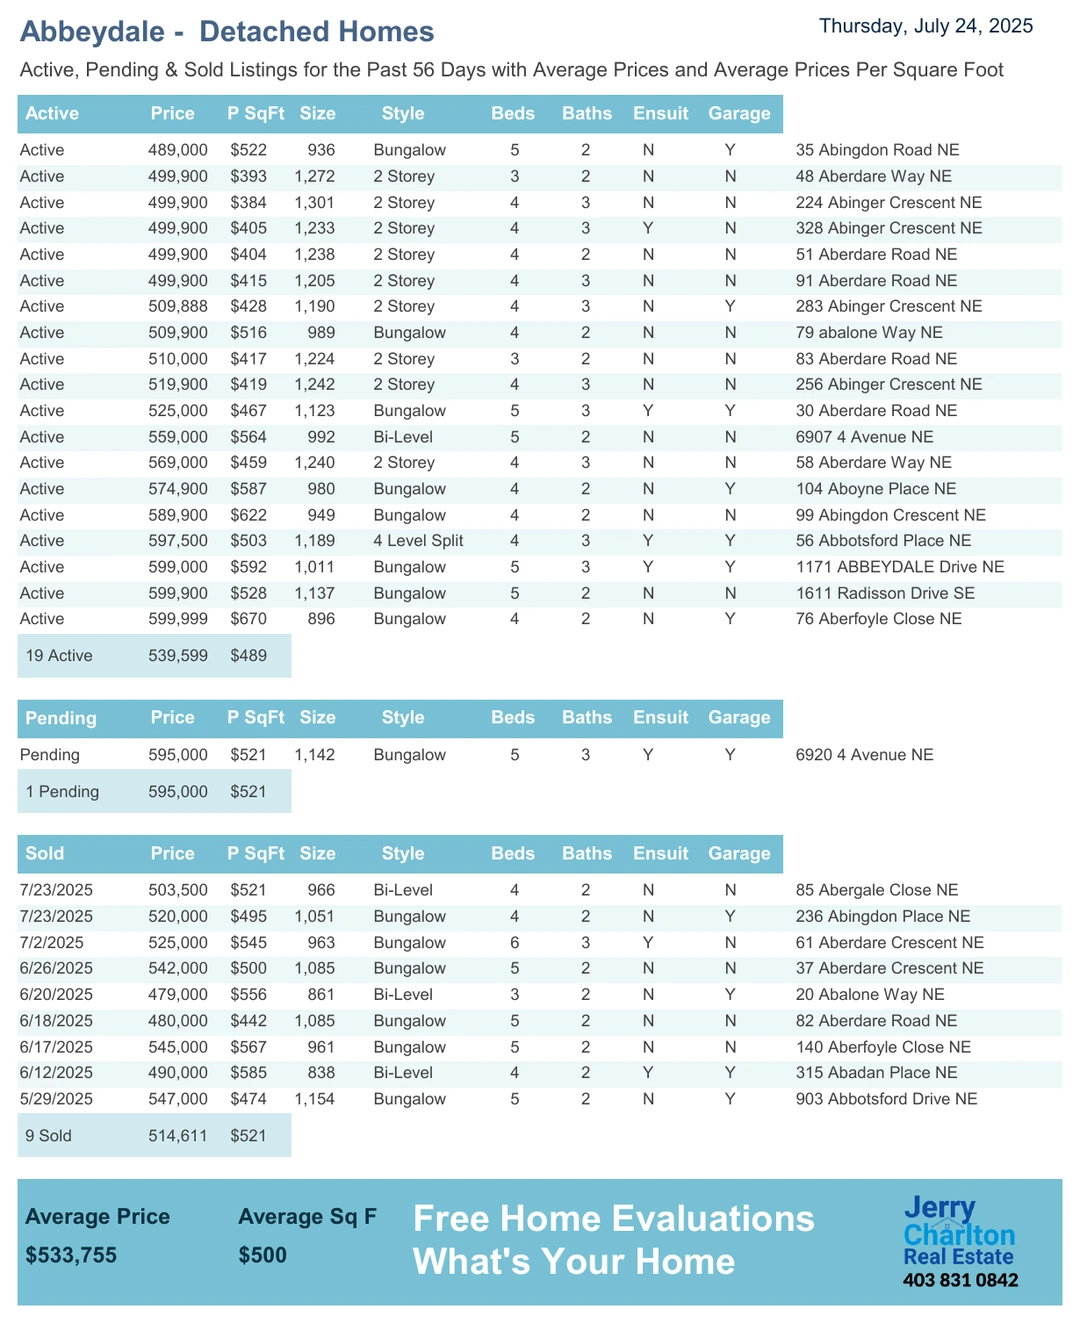 Abbeydale -  Detached Homes
Thursday, July 24, 2025
Active, Pending & Sold Listings for the Past 56 Days with Average Prices and Average Prices Per Square Foot
Active Price P SqFt Size Style Beds Baths Ensuit Garage
Active 489,000 $522 936 Bungalow 5 2 N Y 35 Abingdon Road NE
Active 499,900 $393 1,272 2 Storey 3 2 N N 48 Aberdare Way NE
Active 499,900 $384 1,301 2 Storey 4 3 N N 224 Abinger Crescent NE
Active 499,900 $405 1,233 2 Storey 4 3 Y N 328 Abinger Crescent NE
Active 499,900 $404 1,238 2 Storey 4 2 N N 51 Aberdare Road NE
Active 499,900 $415 1,205 2 Storey 4 3 N N 91 Aberdare Road NE
Active 509,888 $428 1,190 2 Storey 4 3 N Y 283 Abinger Crescent NE
Active 509,900 $516 989 Bungalow 4 2 N N 79 abalone Way NE
Active 510,000 $417 1,224 2 Storey 3 2 N N 83 Aberdare Road NE
Active 519,900 $419 1,242 2 Storey 4 3 N N 256 Abinger Crescent NE
Active 525,000 $467 1,123 Bungalow 5 3 Y Y 30 Aberdare Road NE
Active 559,000 $564 992 Bi-Level 5 2 N N 6907 4 Avenue NE
Active 569,000 $459 1,240 2 Storey 4 3 N N 58 Aberdare Way NE
Active 574,900 $587 980 Bungalow 4 2 N Y 104 Aboyne Place NE
Active 589,900 $622 949 Bungalow 4 2 N N 99 Abingdon Crescent NE
Active 597,500 $503 1,189 4 Level Split 4 3 Y Y 56 Abbotsford Place NE
Active 599,000 $592 1,011 Bungalow 5 3 Y Y 1171 ABBEYDALE Drive NE
Active 599,900 $528 1,137 Bungalow 5 2 N N 1611 Radisson Drive SE
Active 599,999 $670 896 Bungalow 4 2 N Y 76 Aberfoyle Close NE
19 Active 539,599 $489
Pending Price P SqFt Size Style Beds Baths Ensuit Garage
Pending 595,000 $521 1,142 Bungalow 5 3 Y Y 6920 4 Avenue NE
1 Pending 595,000 $521
Sold Price P SqFt Size Style Beds Baths Ensuit Garage
7/23/2025 503,500 $521 966 Bi-Level 4 2 N N 85 Abergale Close NE
7/23/2025 520,000 $495 1,051 Bungalow 4 2 N Y 236 Abingdon Place NE
7/2/2025 525,000 $545 963 Bungalow 6 3 Y N 61 Aberdare Crescent NE
6/26/2025 542,000 $500 1,085 Bungalow 5 2 N N 37 Aberdare Crescent NE
6/20/2025 479,000 $556 861 Bi-Level 3 2 N Y 20 Abalone Way NE
6/18/2025 480,000 $442 1,085 Bungalow 5 2 N N 82 Aberdare Road NE
6/17/2025 545,000 $567 961 Bungalow 5 2 N N 140 Aberfoyle Close NE
6/12/2025 490,000 $585 838 Bi-Level 4 2 Y Y 315 Abadan Place NE
5/29/2025 547,000 $474 1,154 Bungalow 5 2 N Y 903 Abbotsford Drive NE
9 Sold 514,611 $521
Average Price Average Sq F
$533,755 $500
Free Home Evaluations
What's Your Home
Jerry
Charlton
Real Estate
403 831 0842